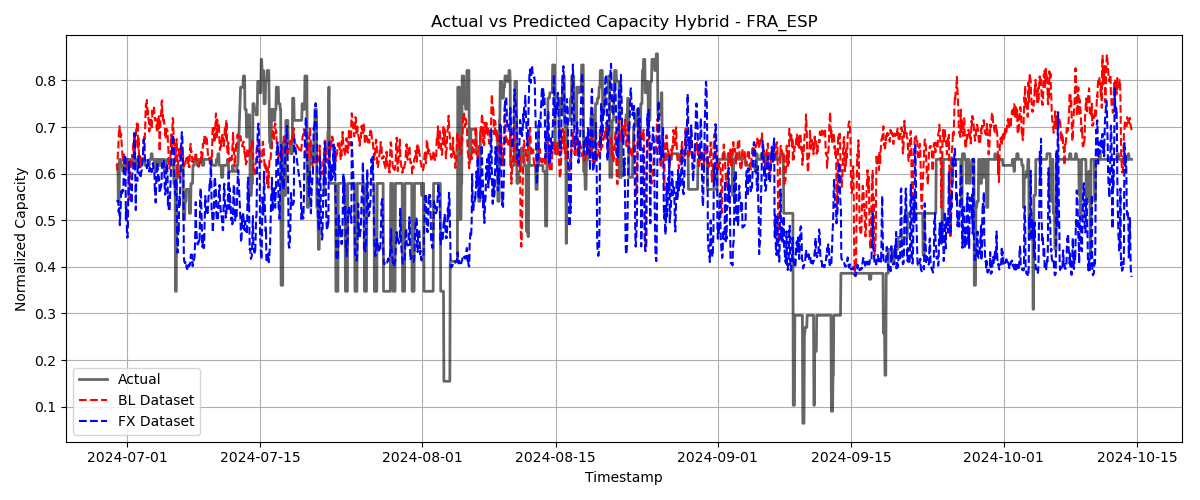 Actual vs Predicted Capacity Hybrid - FRA_ESP
Normalized Capacity
0.8
0.7
0.6
0.5
0.4
0.3
0.2
0.1
Actual
BL Dataset
FX Dataset
2024-07-01 2024-07-15 2024-08-01 2024-08-15 2024-09-01 2024-09-15 2024-10-01 2024-10-15
Timestamp